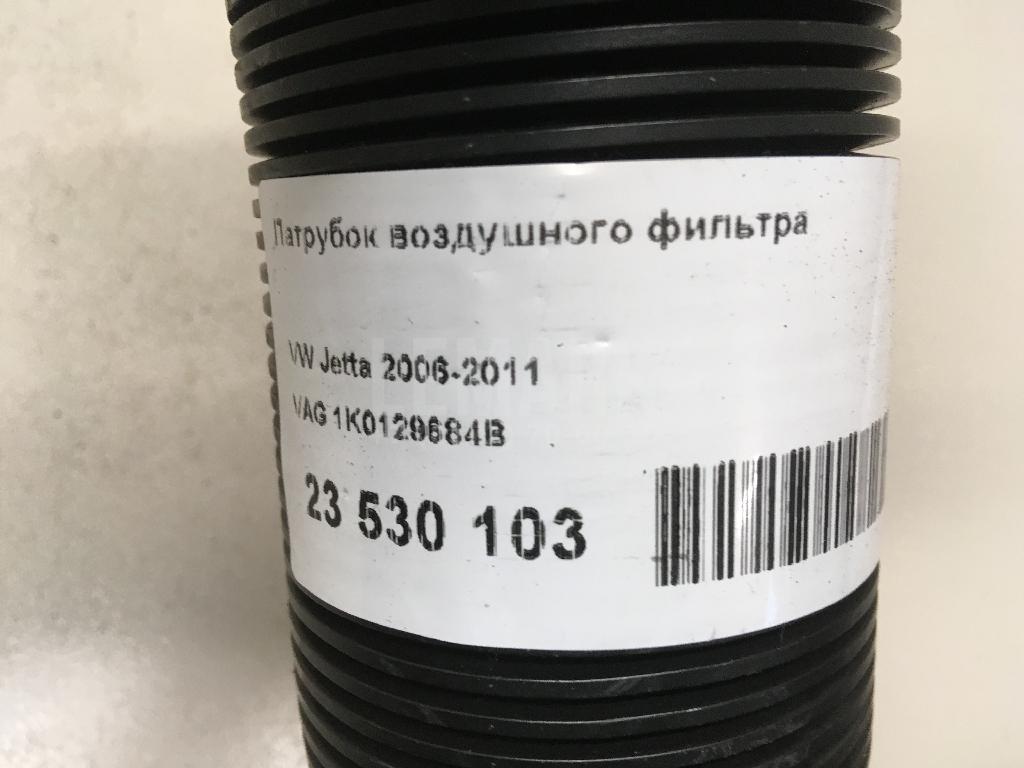 Патрубок воздушного фильтра
VW Jetta 2006-2011
VAG 1K0129684B
23 530 103